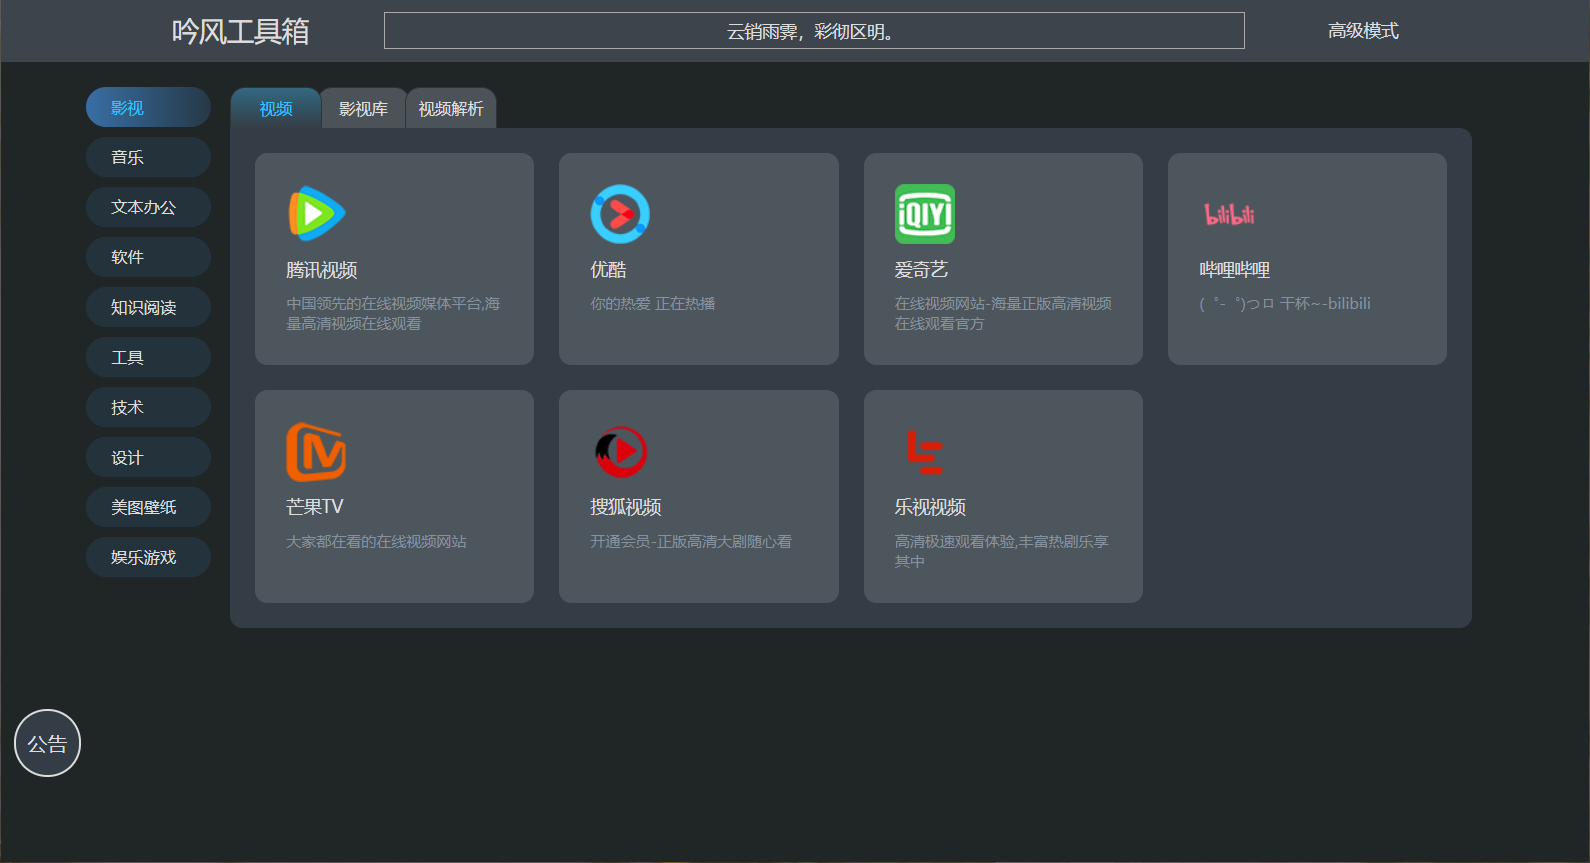 吟风工具箱
云销雨霁，彩彻区明。
高级模式
影视
音乐
文本办公
软件
知识阅读
工具
技术
设计
美图壁纸
娱乐游戏
公告
视频
影视库
视频解析
腾讯视频
中国领先的在线视频媒体平台,海
量高清视频在线观看
优酷
你的热爱 正在热播
iQIYI
爱奇艺
在线视频网站-海量正版高清视频
在线观看官方
bilibili
哔哩哔哩
(゜-゜)つロ 干杯~-bilibili
芒果TV
大家都在看的在线视频网站
搜狐视频
开通会员-正版高清大剧随心看
乐视视频
高清极速观看体验,丰富热剧乐享
其中